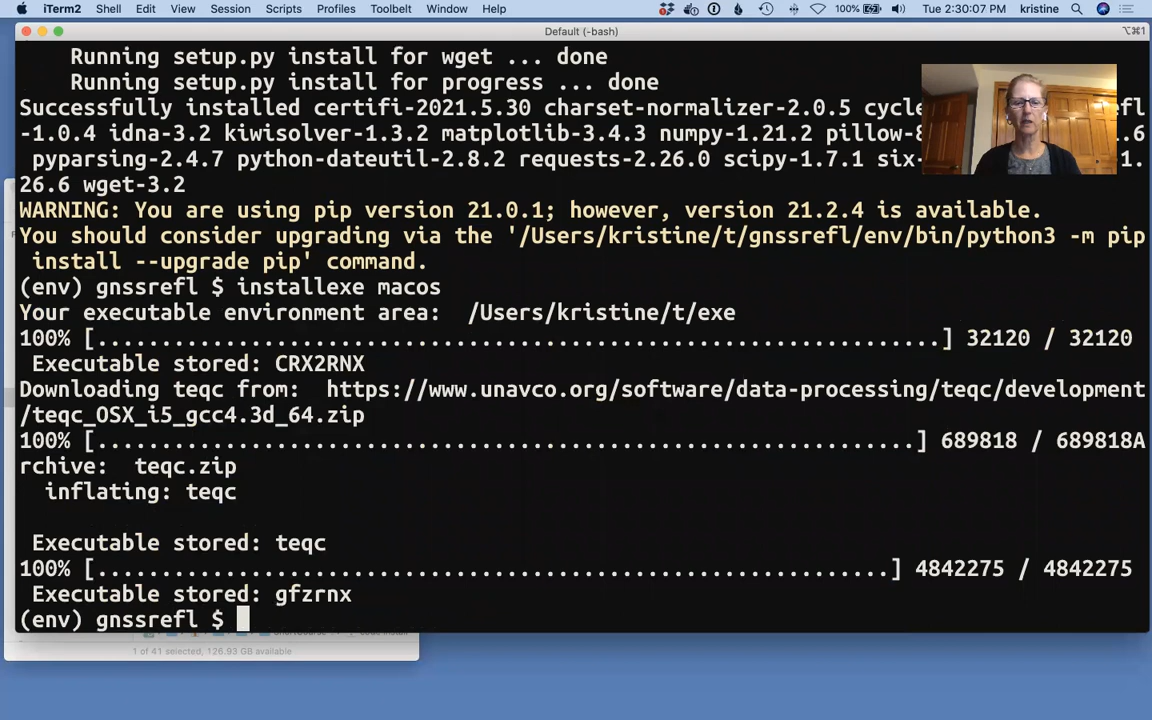 iTerm2 Shell Edit View Session Scripts Profiles Toolbelt Window Help 100% Tue 2:30:07 PM kristine
Default (-bash) ⌥⌘1
Running setup.py install for wget ... done
Running setup.py install for progress ... done
Successfully installed certifi-2021.5.30 charset-normalizer-2.0.5 cycle refl
-1.0.4 idna-3.2 kiwisolver-1.3.2 matplotlib-3.4.3 numpy-1.21.2 pillow-8 1.6
pyparsing-2.4.7 python-dateutil-2.8.2 requests-2.26.0 scipy-1.7.1 six- 1.
26.6 wget-3.2
WARNING: You are using pip version 21.0.1; however, version 21.2.4 is available.
You should consider upgrading via the '/Users/kristine/t/gnssrefl/env/bin/python3 -m pip
install --upgrade pip' command.
(env) gnssrefl $ installexe macos
Your executable environment area: /Users/kristine/t/exe
100% [..................................................................] 32120 / 32120
Executable stored: CRX2RNX
Downloading teqc from: https://www.unavco.org/software/data-processing/teqc/development
/teqc_OSX_i5_gcc4.3d_64.zip
100% [................................................................] 689818 / 689818A
rchive: teqc.zip
inflating: teqc
Executable stored: teqc
100% [..............................................................] 4842275 / 4842275
Executable stored: gfzrnx
(env) gnssrefl $
1 of 41 selected, 126.93 GB available